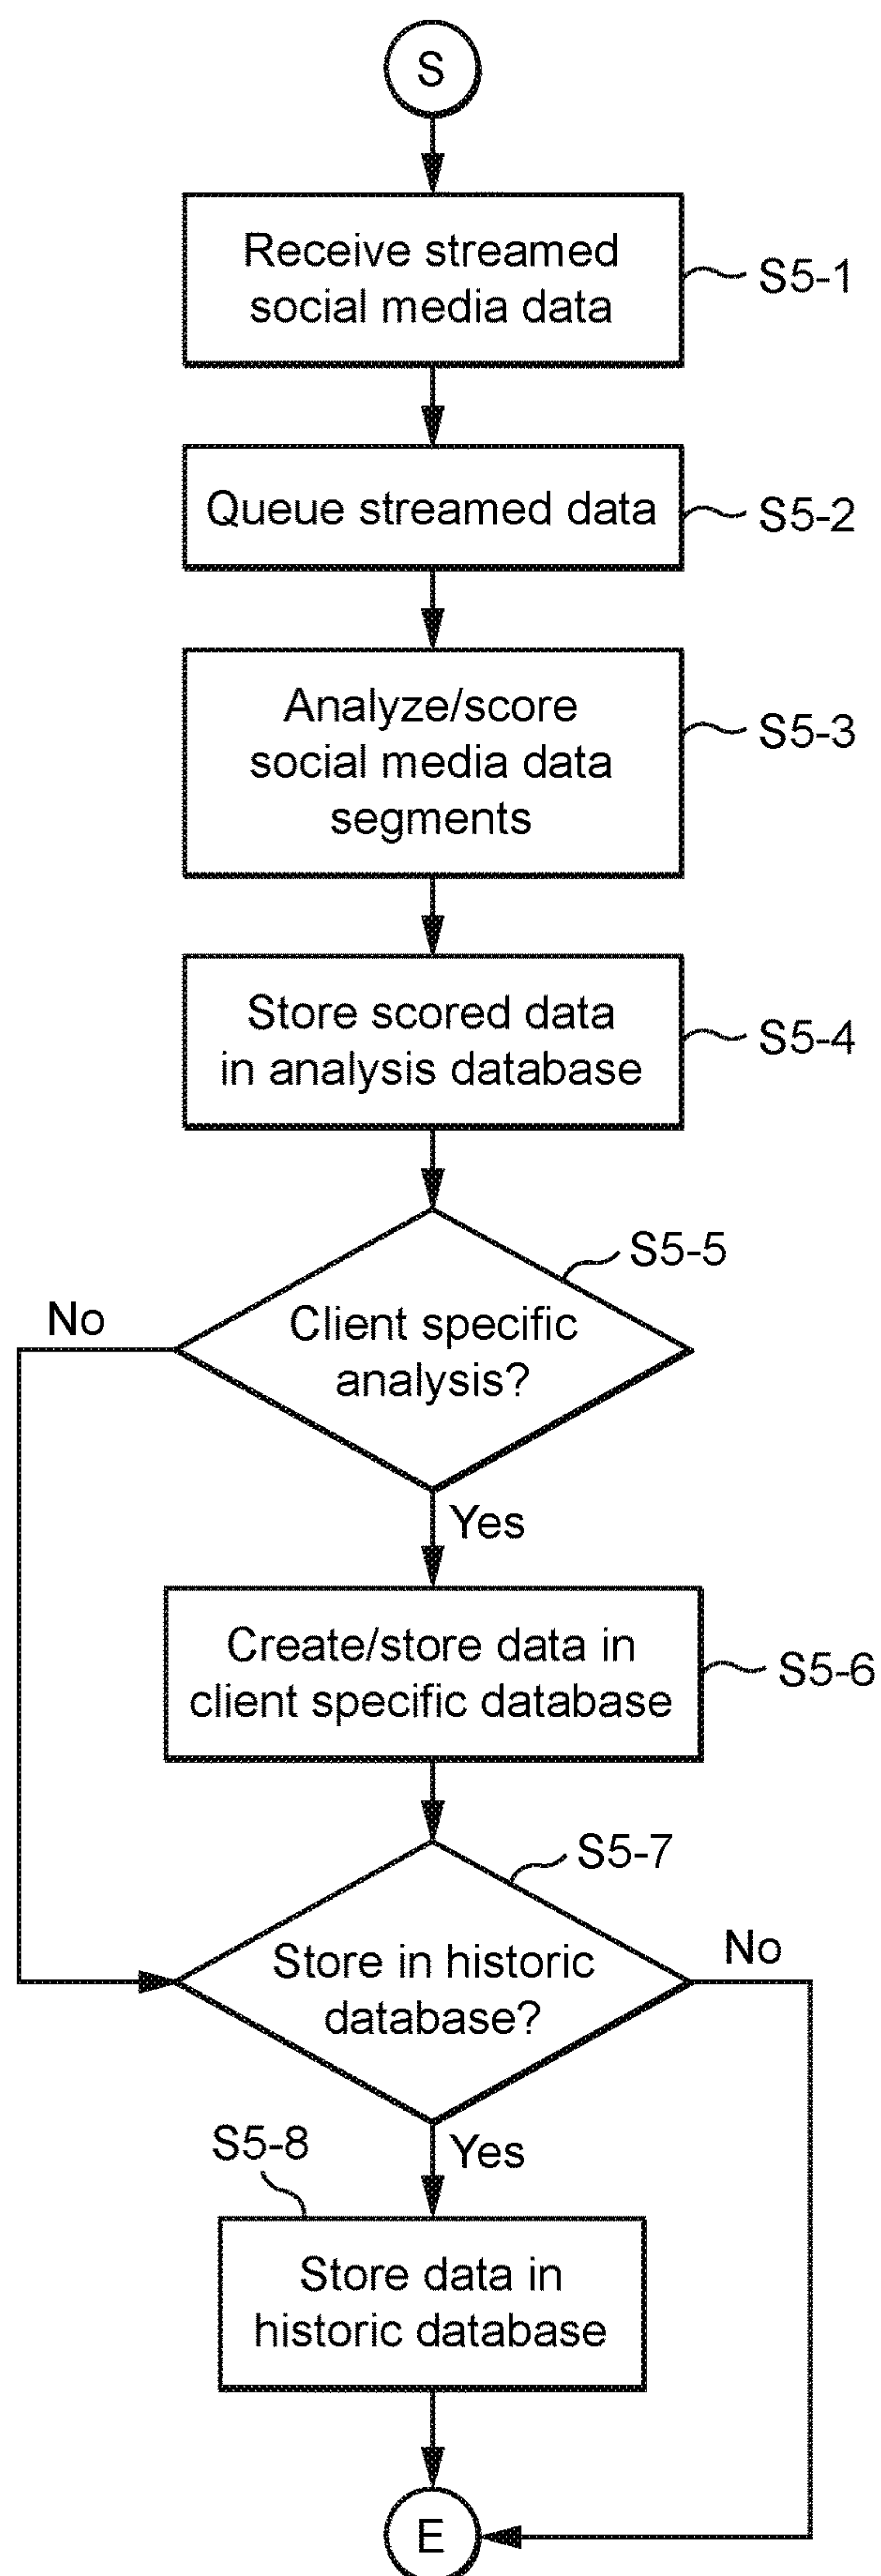 S
Receive streamed
social media data
S5-1
Queue streamed data
S5-2
Analyze/score
social media data
segments
S5-3
Store scored data
in analysis database
S5-4
S5-5
No
Client specific
analysis?
Yes
Create/store data in
client specific database
S5-6
S5-7
No
Store in historic
database?
S5-8
Yes
Store data in
historic database
E